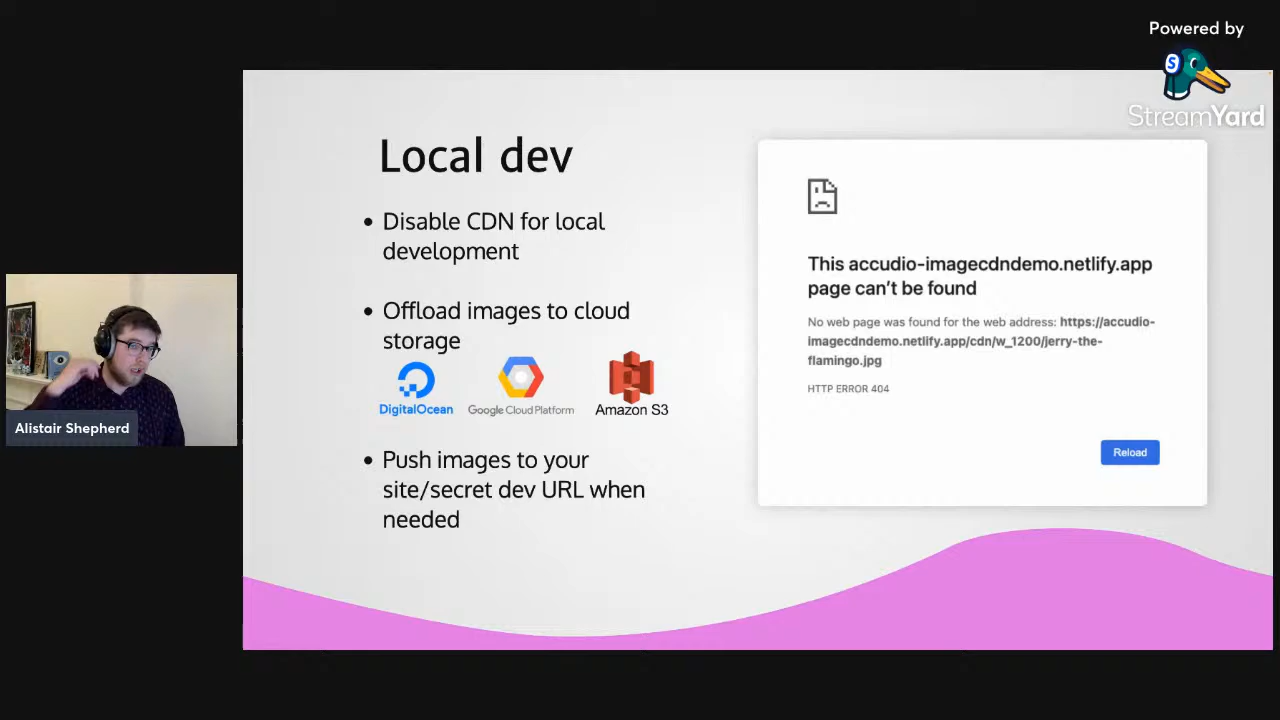 Powered by
S
StreamYard
Local dev
• Disable CDN for local
development
• Offload images to cloud
storage
DigitalOcean
Google Cloud Platform
Amazon S3
• Push images to your
site/secret dev URL when
needed
This accudio-imagecdndemo.netlify.app
page can't be found
No web page was found for the web address: https://accudio-
imagecdndemo.netlify.app/cdn/w_1200/jerry-the-
flamingo.jpg
HTTP ERROR 404
Reload
Alistair Shepherd